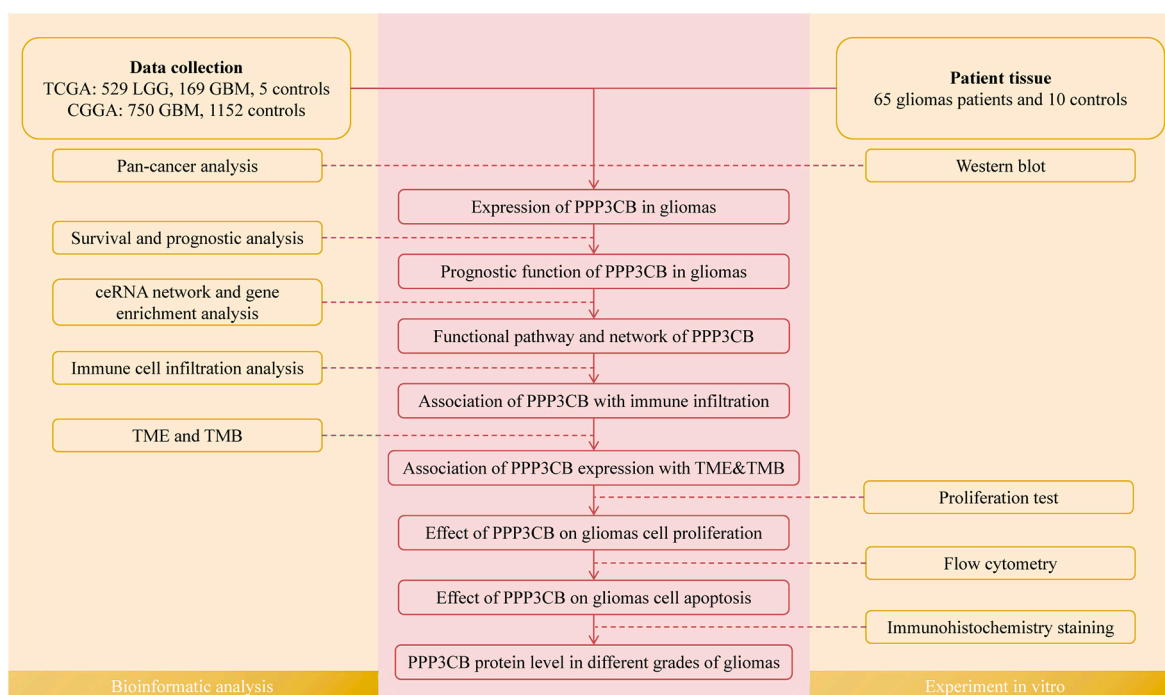 Data collection
TCGA: 529 LGG, 169 GBM, 5 controls
CGGA: 750 GBM, 1152 controls
Patient tissue
65 gliomas patients and 10 controls
Pan-cancer analysis
Western blot
Expression of PPP3CB in gliomas
Survival and prognostic analysis
Prognostic function of PPP3CB in gliomas
ceRNA network and gene
enrichment analysis
Functional pathway and network of PPP3CB
Immune cell infiltration analysis
Association of PPP3CB with immune infiltration
TME and TMB
Association of PPP3CB expression with TME&TMB
Proliferation test
Effect of PPP3CB on gliomas cell proliferation
Flow cytometry
Effect of PPP3CB on gliomas cell apoptosis
Immunohistochemistry staining
PPP3CB protein level in different grades of gliomas
Bioinformatic analysis
Experiment in vitro